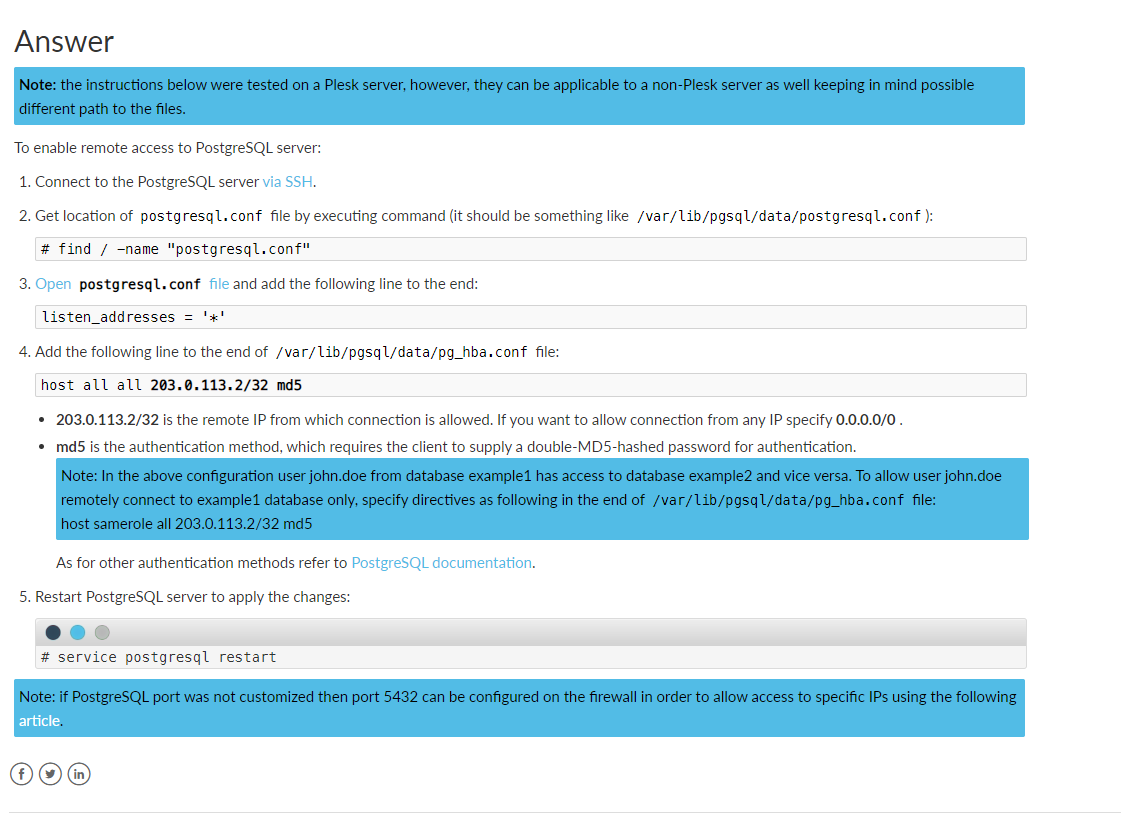 Answer
Note: the instructions below were tested on a Plesk server, however, they can be applicable to a non-Plesk server as well keeping in mind possible
different path to the files.
To enable remote access to PostgreSQL server:
1. Connect to the PostgreSQL server via SSH.
2. Get location of postgresql.conf file by executing command (it should be something like /var/lib/pgsql/data/postgresql.conf ):
# find / –name "postgresql.conf"
3. Open postgresql.conf file and add the following line to the end:
listen_addresses = '*'
4. Add the following line to the end of /var/lib/pgsql/data/pg_hba.conf file:
host all all 203.0.113.2/32 md5
• 203.0.113.2/32 is the remote IP from which connection is allowed. If you want to allow connection from any IP specify 0.0.0.0/0 .
• md5 is the authentication method, which requires the client to supply a double-MD5-hashed password for authentication.
Note: In the above configuration user john.doe from database example1 has access to database example2 and vice versa. To allow user john.doe
remotely connect to example1 database only, specify directives as following in the end of /var/lib/pgsql/data/pg_hba.conf file:
host samerole all 203.0.113.2/32 md5
As for other authentication methods refer to PostgreSQL documentation.
5. Restart PostgreSQL server to apply the changes:
# service postgresql restart
Note: if PostgreSQL port was not customized then port 5432 can be configured on the firewall in order to allow access to specific IPs using the following
article.
f in